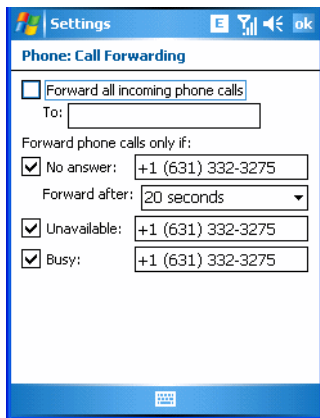 Settings E ok
Phone: Call Forwarding
Forward all incoming phone calls
To:
Forward phone calls only if:
No answer: +1 (631) 332-3275
Forward after: 20 seconds
Unavailable: +1 (631) 332-3275
Busy: +1 (631) 332-3275